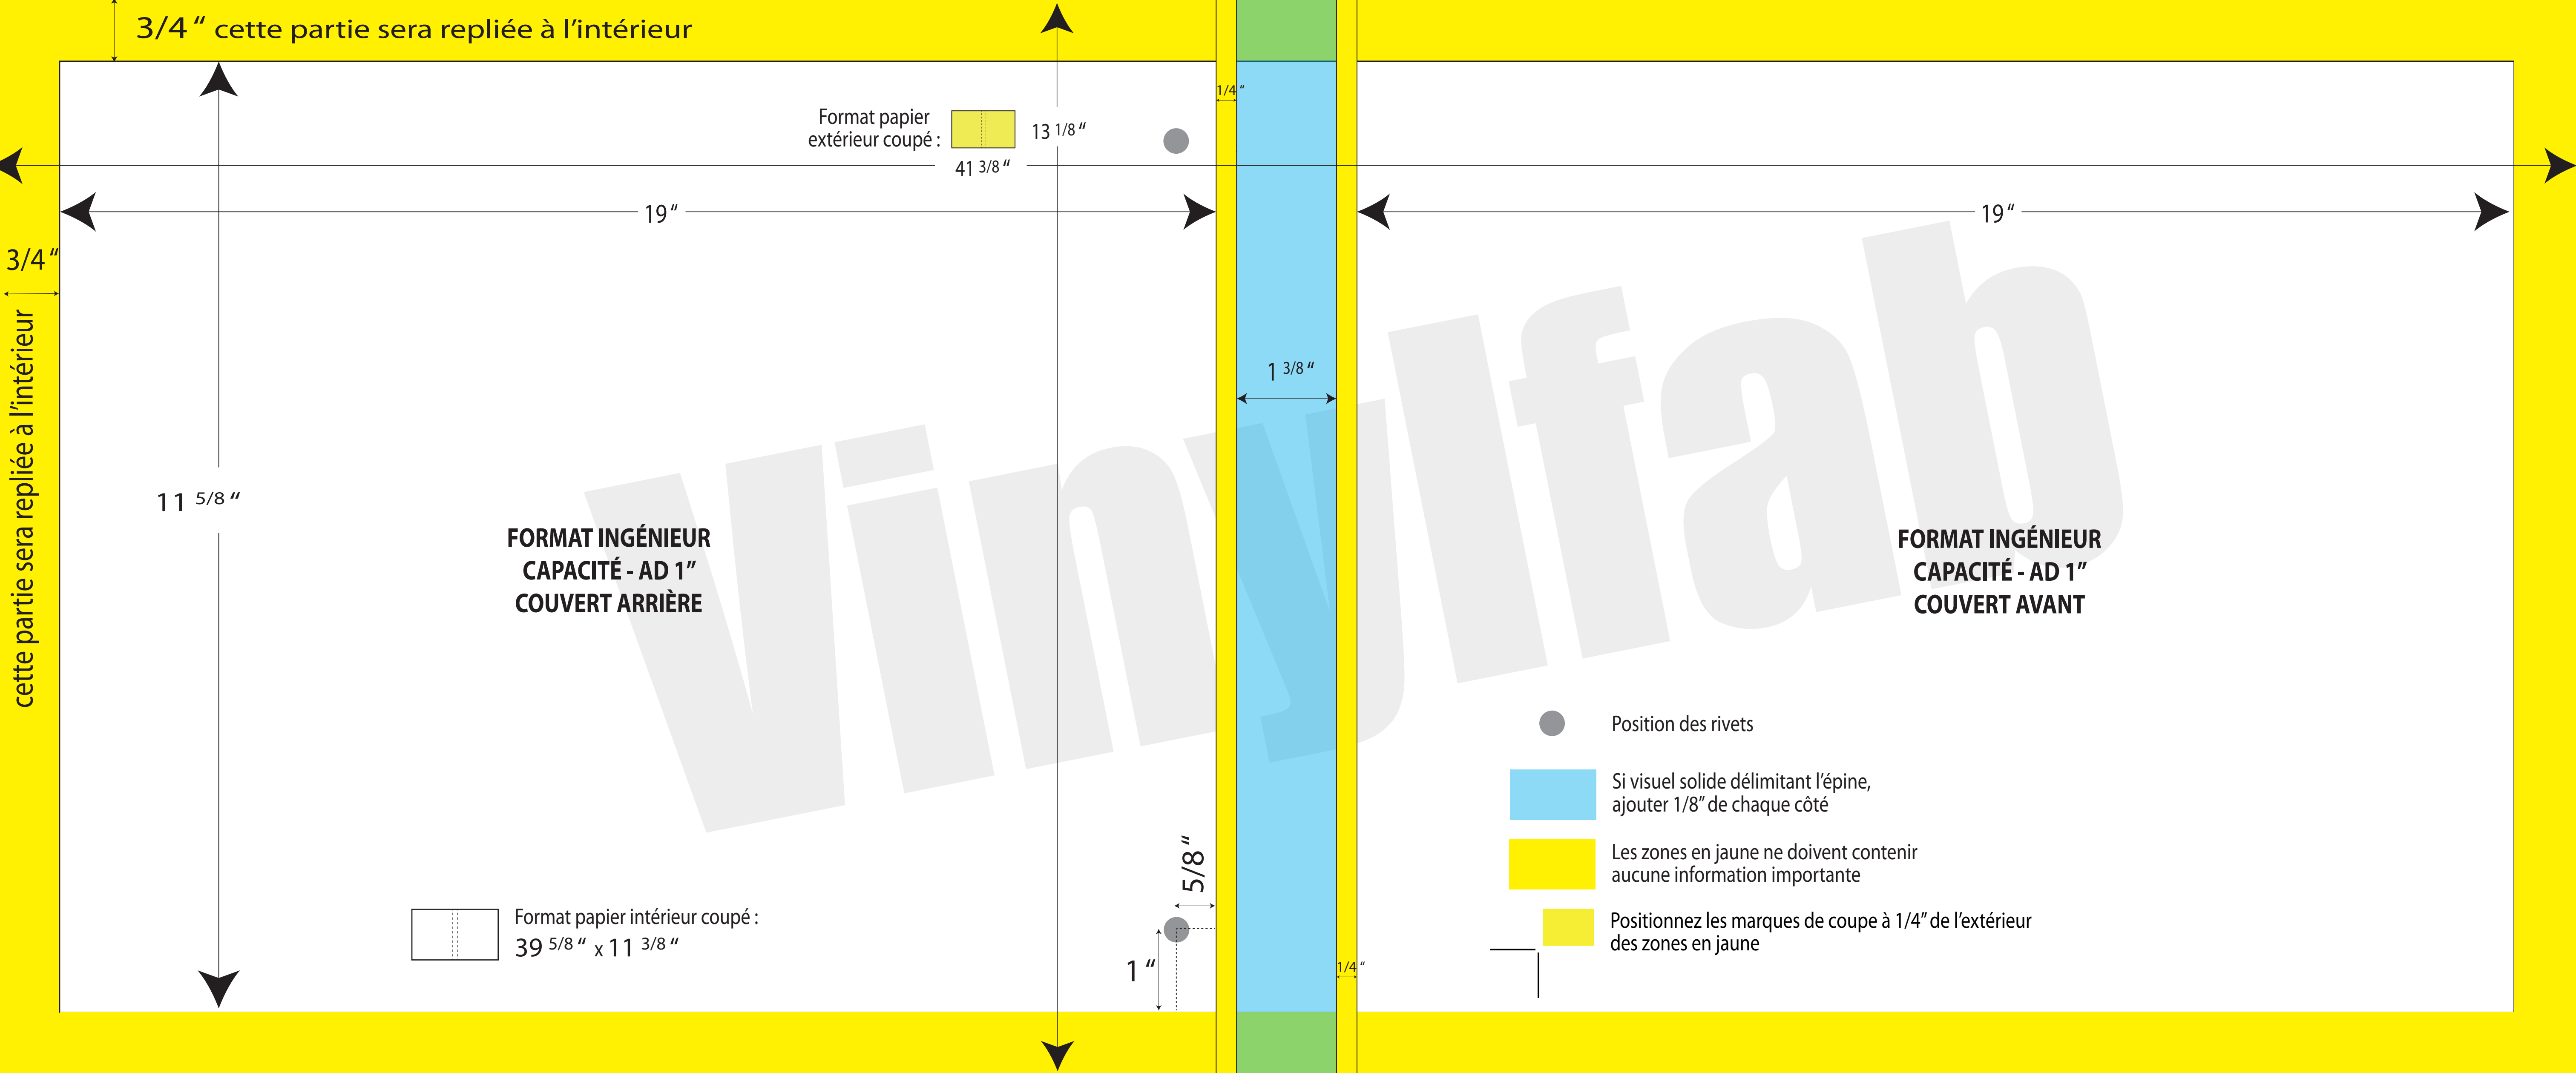 3/4 “ cette partie sera repliée à l’intérieur
1/4 “
Format papier
extérieur coupé :
13 1/8 “
41 3/8 “
19 “
19 “
3/4 “
cette partie sera repliée à l’intérieur
1 3/8 “
11 5/8 “
Vinylfab
FORMAT INGÉNIEUR
CAPACITÉ - AD 1”
COUVERT ARRIÈRE
FORMAT INGÉNIEUR
CAPACITÉ - AD 1”
COUVERT AVANT
Position des rivets
Si visuel solide délimitant l’épine,
ajouter 1/8” de chaque côté
Les zones en jaune ne doivent contenir
aucune information importante
Positionnez les marques de coupe à 1/4” de l’extérieur
des zones en jaune
5/8 “
Format papier intérieur coupé :
39 5/8 “ x 11 3/8 “
1 “
1/4 “